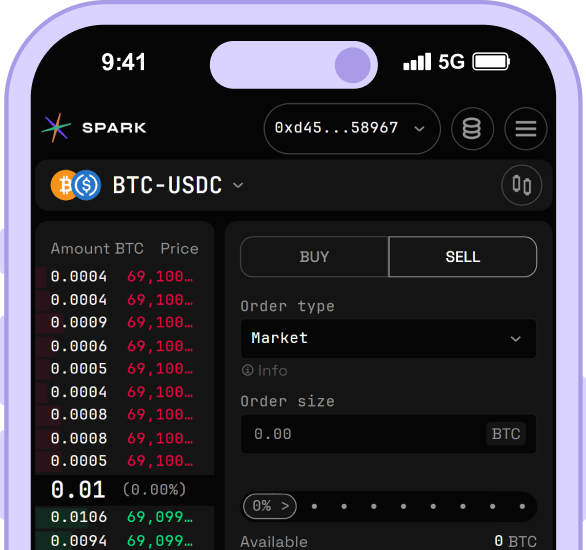 9:41
5G
SPARK
0xd45...58967
BTC-USDC
Amount BTC Price
0.0004 69,100…
0.0004 69,100…
0.0009 69,100…
0.0006 69,100…
0.0005 69,100…
0.0004 69,100…
0.0008 69,100…
0.0008 69,100…
0.0005 69,100…
0.01 (0.00%)
0.0106 69,099…
0.0094 69,099…
BUY SELL
Order type
Market
Info
Order size
0.00 BTC
0% >
Available 0 BTC